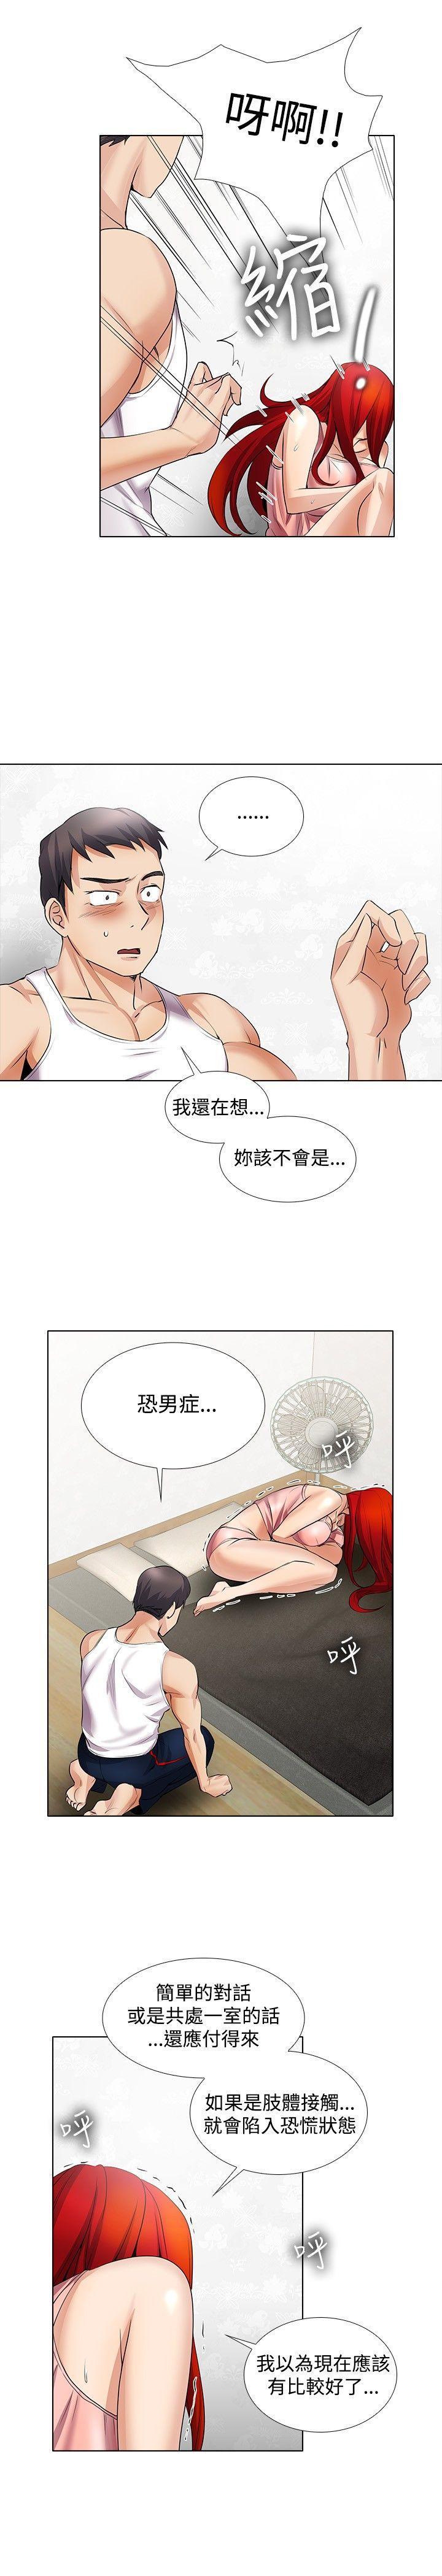 呀啊!!
縮
......
我還在想...
妳該不會是...
恐男症...
呼
呼
簡單的對話
或是共處一室的話
...還應付得來
如果是肢體接觸...
就會陷入恐慌狀態
呼
呼
我以為現在應該
有比較好了...